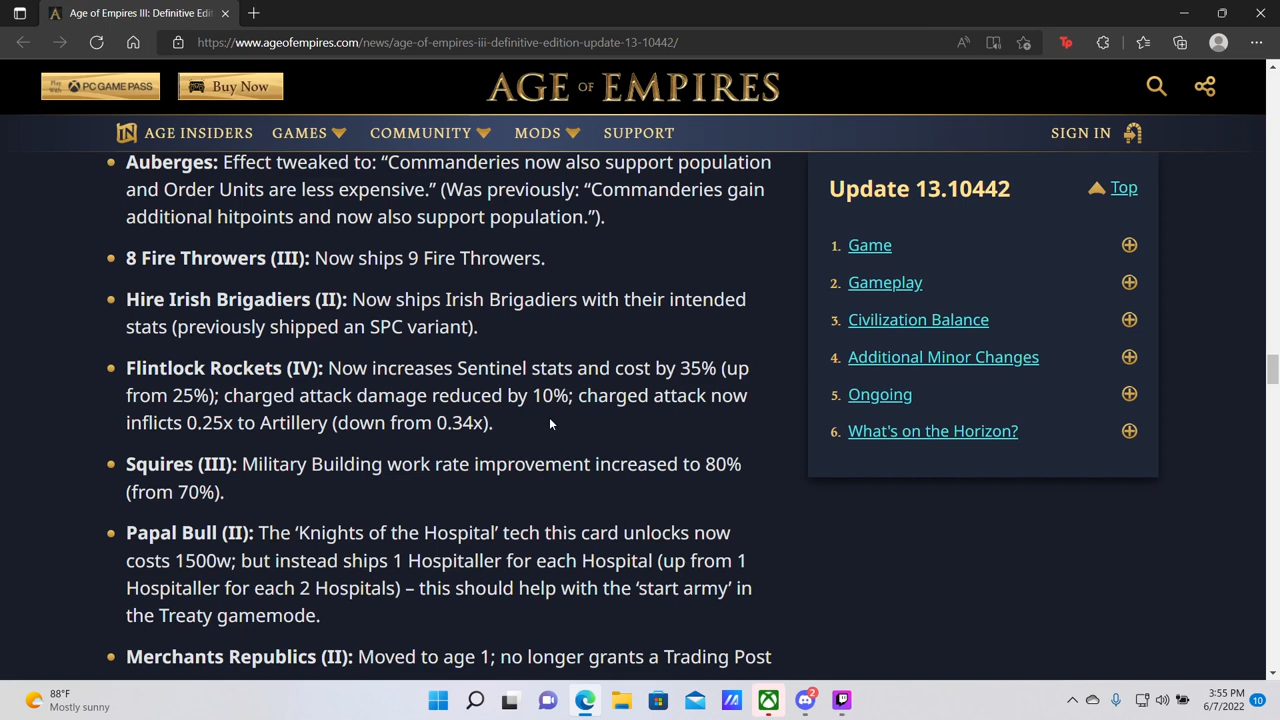 Age of Empires III: Definitive Edit
https://www.ageofempires.com/news/age-of-empires-iii-definitive-edition-update-13-10442/
PC GAME PASS
Buy Now
AGE OF EMPIRES
AGE INSIDERS GAMES COMMUNITY MODS SUPPORT SIGN IN
Auberges: Effect tweaked to: “Commanderies now also support population
and Order Units are less expensive.” (Was previously: “Commanderies gain
additional hitpoints and now also support population.”).
8 Fire Throwers (III): Now ships 9 Fire Throwers.
Hire Irish Brigadiers (II): Now ships Irish Brigadiers with their intended
stats (previously shipped an SPC variant).
Flintlock Rockets (IV): Now increases Sentinel stats and cost by 35% (up
from 25%); charged attack damage reduced by 10%; charged attack now
inflicts 0.25x to Artillery (down from 0.34x).
Squires (III): Military Building work rate improvement increased to 80%
(from 70%).
Papal Bull (II): The ‘Knights of the Hospital’ tech this card unlocks now
costs 1500w; but instead ships 1 Hospitaller for each Hospital (up from 1
Hospitaller for each 2 Hospitals) – this should help with the ‘start army’ in
the Treaty gamemode.
Merchants Republics (II): Moved to age 1; no longer grants a Trading Post
Update 13.10442
Top
1. Game
2. Gameplay
3. Civilization Balance
4. Additional Minor Changes
5. Ongoing
6. What's on the Horizon?
88°F
Mostly sunny
2
3:55 PM
6/7/2022
10